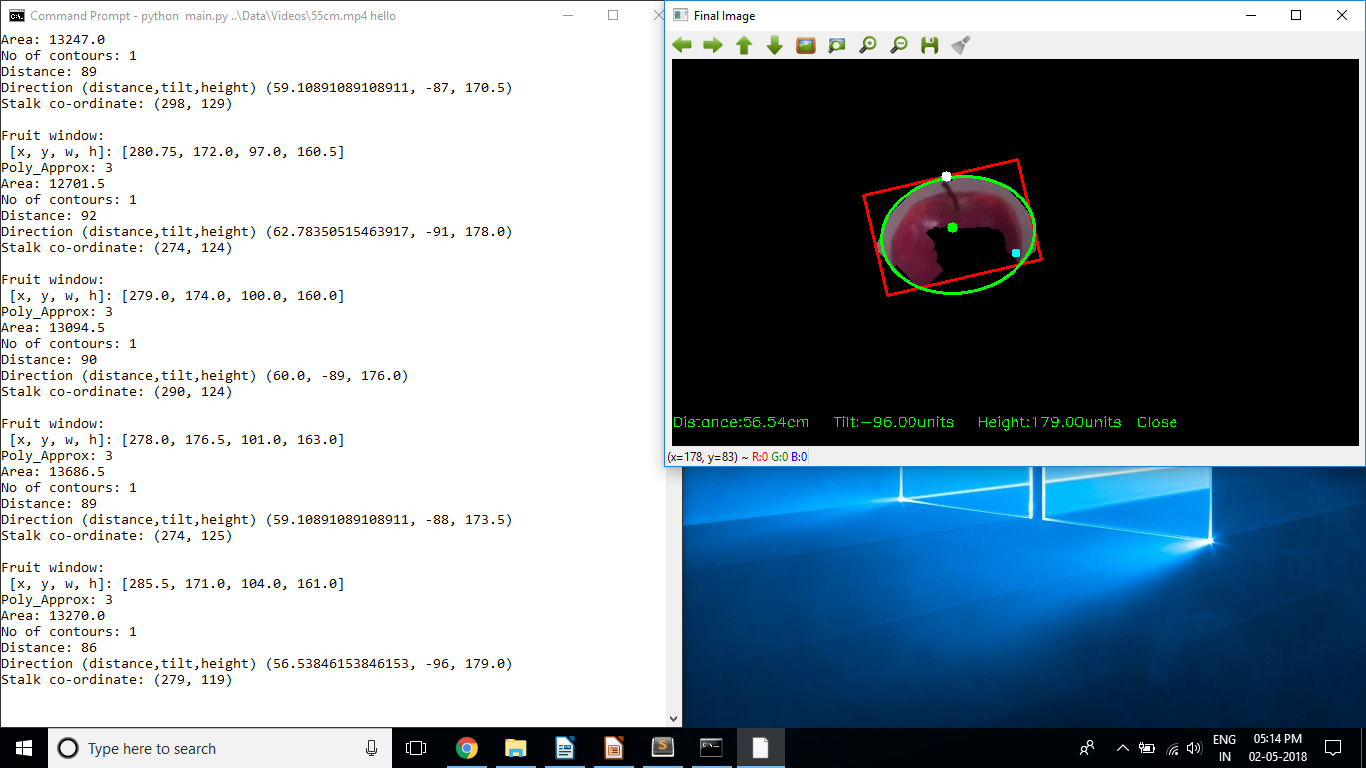 Command Prompt - python  main.py ..\Data\Videos\55cm.mp4 hello
Area: 13247.0
No of contours: 1
Distance: 89
Direction (distance,tilt,height) (59.10891089108911, -87, 170.5)
Stalk co-ordinate: (298, 129)
Fruit window:
 [x, y, w, h]: [280.75, 172.0, 97.0, 160.5]
Poly_Approx: 3
Area: 12701.5
No of contours: 1
Distance: 92
Direction (distance,tilt,height) (62.78350515463917, -91, 178.0)
Stalk co-ordinate: (274, 124)
Fruit window:
 [x, y, w, h]: [279.0, 174.0, 100.0, 160.0]
Poly_Approx: 3
Area: 13094.5
No of contours: 1
Distance: 90
Direction (distance,tilt,height) (60.0, -89, 176.0)
Stalk co-ordinate: (290, 124)
Fruit window:
 [x, y, w, h]: [278.0, 176.5, 101.0, 163.0]
Poly_Approx: 3
Area: 13686.5
No of contours: 1
Distance: 89
Direction (distance,tilt,height) (59.10891089108911, -88, 173.5)
Stalk co-ordinate: (274, 125)
Fruit window:
 [x, y, w, h]: [285.5, 171.0, 104.0, 161.0]
Poly_Approx: 3
Area: 13270.0
No of contours: 1
Distance: 86
Direction (distance,tilt,height) (56.53846153846153, -96, 179.0)
Stalk co-ordinate: (279, 119)
Final Image
Distance:56.54cm Tilt:-96.00units Height:179.00units Close
(x=178, y=83) ~ R:0 G:0 B:0
Type here to search
ENG
IN
05:14 PM
02-05-2018